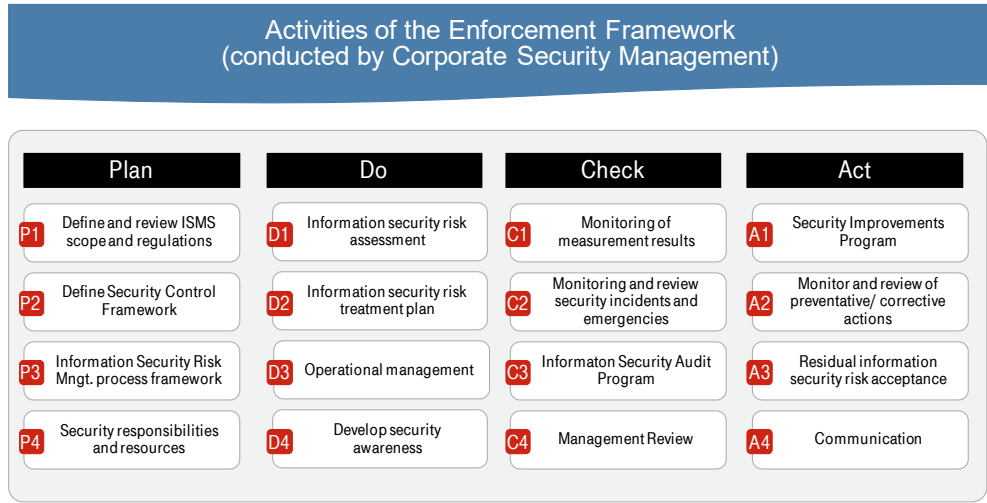 Activities of the Enforcement Framework
(conducted by Corporate Security Management)
Plan
P1
Define and review ISMS
scope and regulations
P2
Define Security Control
Framework
P3
Information Security Risk
Mngt. process framework
P4
Security responsibilities
and resources
Do
D1
Information security risk
assessment
D2
Information security risk
treatment plan
D3
Operational management
D4
Develop security
awareness
Check
C1
Monitoring of
measurement results
C2
Monitoring and review
security incidents and
emergencies
C3
Informaton Security Audit
Program
C4
Management Review
Act
A1
Security Improvements
Program
A2
Monitor and review of
preventative/ corrective
actions
A3
Residual information
security risk acceptance
A4
Communication